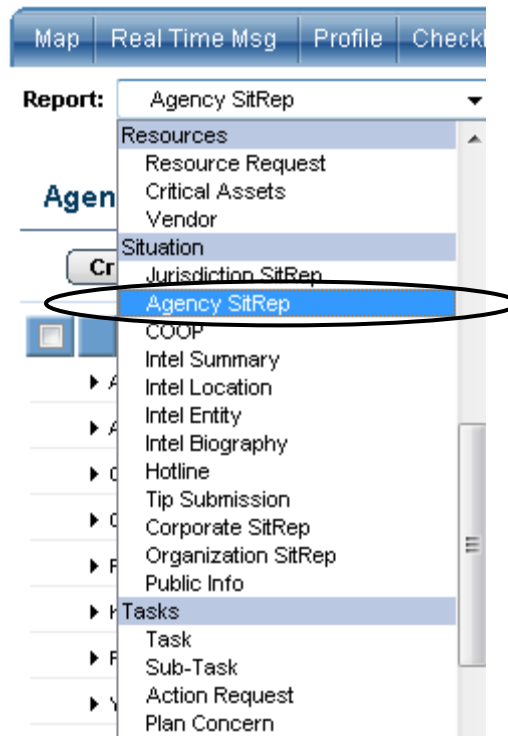 Map Real Time Msg Profile Checkl
Report: Agency SitRep
Resources
Resource Request
Critical Assets
Agen
Vendor
Situation
Cr
Jurisdiction SitRep
Agency SitRep
COOP
Intel Summary
Intel Location
Intel Entity
Intel Biography
Hotline
Tip Submission
Corporate SitRep
Organization SitRep
Public Info
Tasks
Task
Sub-Task
Action Request
Plan Concern